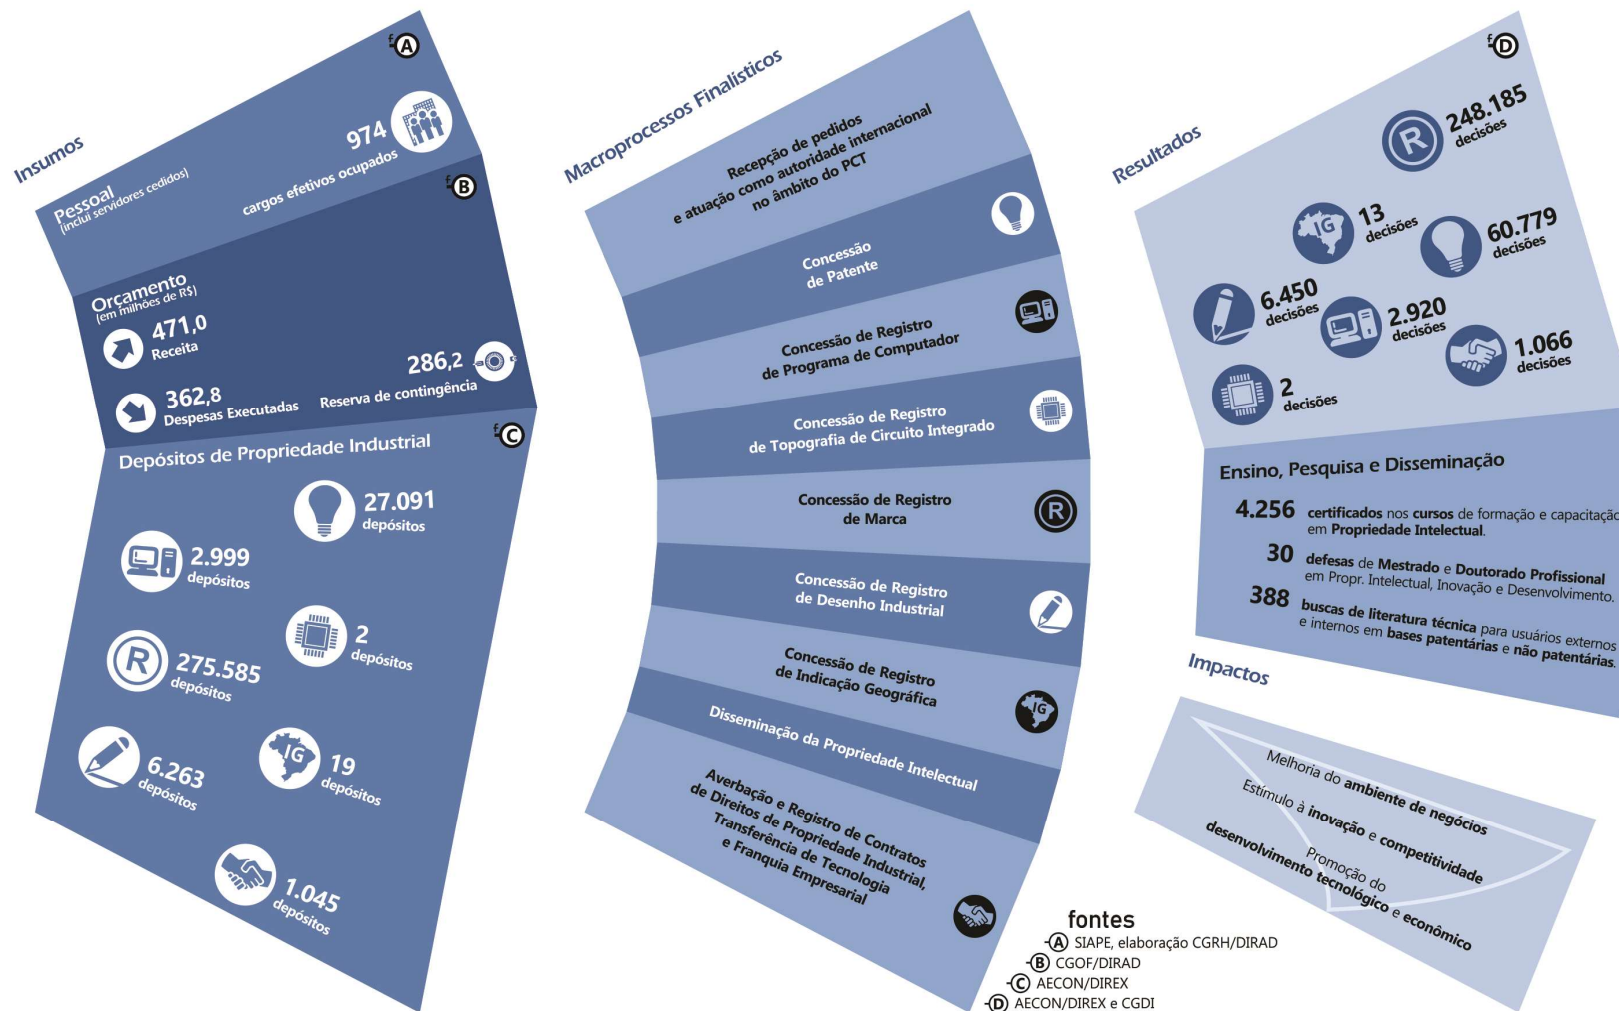 Insumos
f A
974
cargos efetivos ocupados
Pessoal
(inclui servidores cedidos)
f B
Orçamento
(em milhões de R$)
471,0
Receita
286,2
Reserva de contingência
362,8
Despesas Executadas
f C
Depósitos de Propriedade Industrial
27.091
depósitos
2.999
depósitos
2
depósitos
R
275.585
depósitos
IG
19
depósitos
6.263
depósitos
1.045
depósitos
Macroprocessos Finalísticos
Recepção de pedidos
e atuação como autoridade internacional
no âmbito do PCT
Concessão
de Patente
Concessão de Registro
de Programa de Computador
Concessão de Registro
de Topografia de Circuito Integrado
Concessão de Registro
de Marca
R
Concessão de Registro
de Desenho Industrial
Concessão de Registro
de Indicação Geográfica
IG
Disseminação da Propriedade Intelectual
Averbação e Registro de Contratos
de Direitos de Propriedade Industrial,
Transferência de Tecnologia
e Franquia Empresarial
fontes
A SIAPE, elaboração CGRH/DIRAD
B CGOF/DIRAD
C AECON/DIREX
D AECON/DIREX e CGDI
Resultados
f D
R
248.185
decisões
IG
13
decisões
60.779
decisões
6.450
decisões
2.920
decisões
1.066
decisões
2
decisões
Ensino, Pesquisa e Disseminação
4.256 certificados nos cursos de formação e capacitação
em Propriedade Intelectual.
30 defesas de Mestrado e Doutorado Profissional
em Propr. Intelectual, Inovação e Desenvolvimento.
388 buscas de literatura técnica para usuários externos
e internos em bases patentárias e não patentárias.
Impactos
Melhoria do ambiente de negócios
Estímulo à inovação e competitividade
Promoção do
desenvolvimento tecnológico e econômico